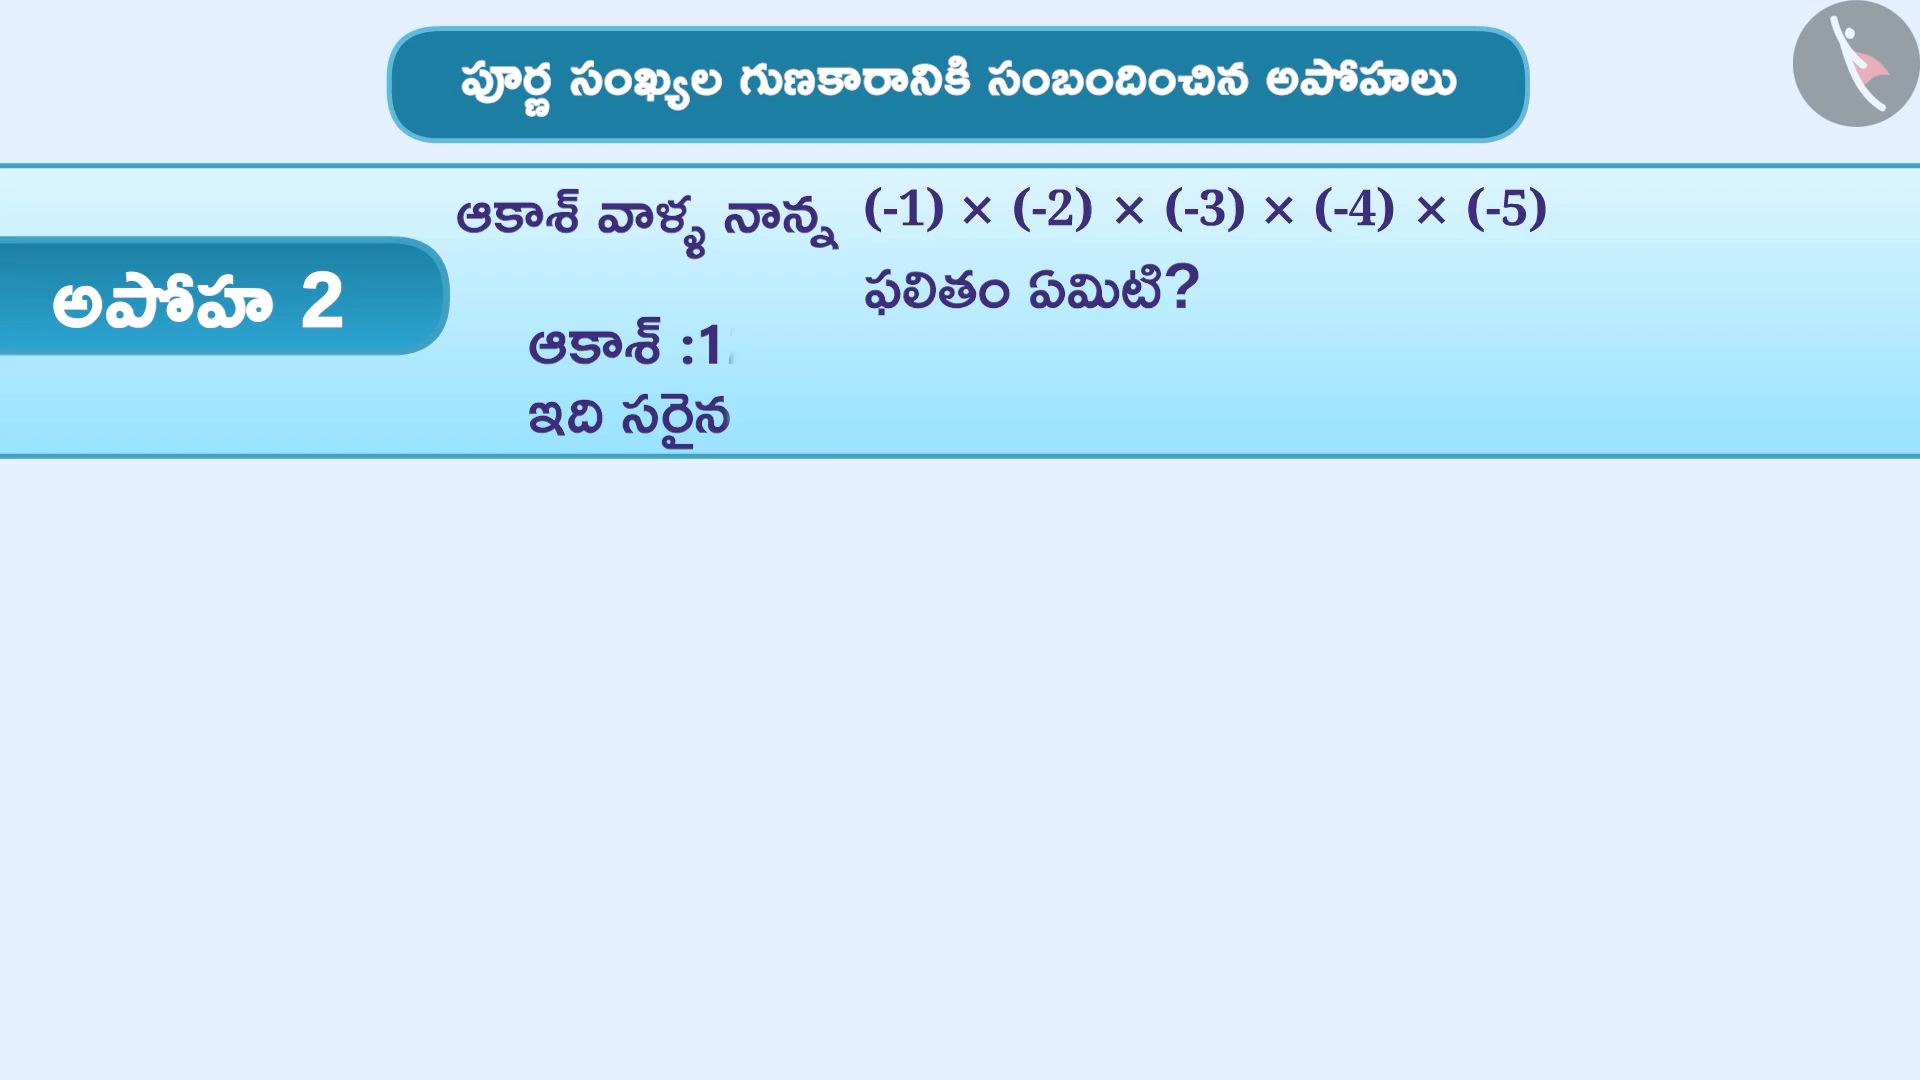 పూర్ణ సంఖ్యల గుణకారానికి సంబందించిన అపోహలు
ఆకాశ్ వాళ్ళ నాన్న (-1) × (-2) × (-3) × (-4) × (-5)
ఫలితం ఏమిటి?
అపోహ 2
ఆకాశ్ :1
ఇది సరైన